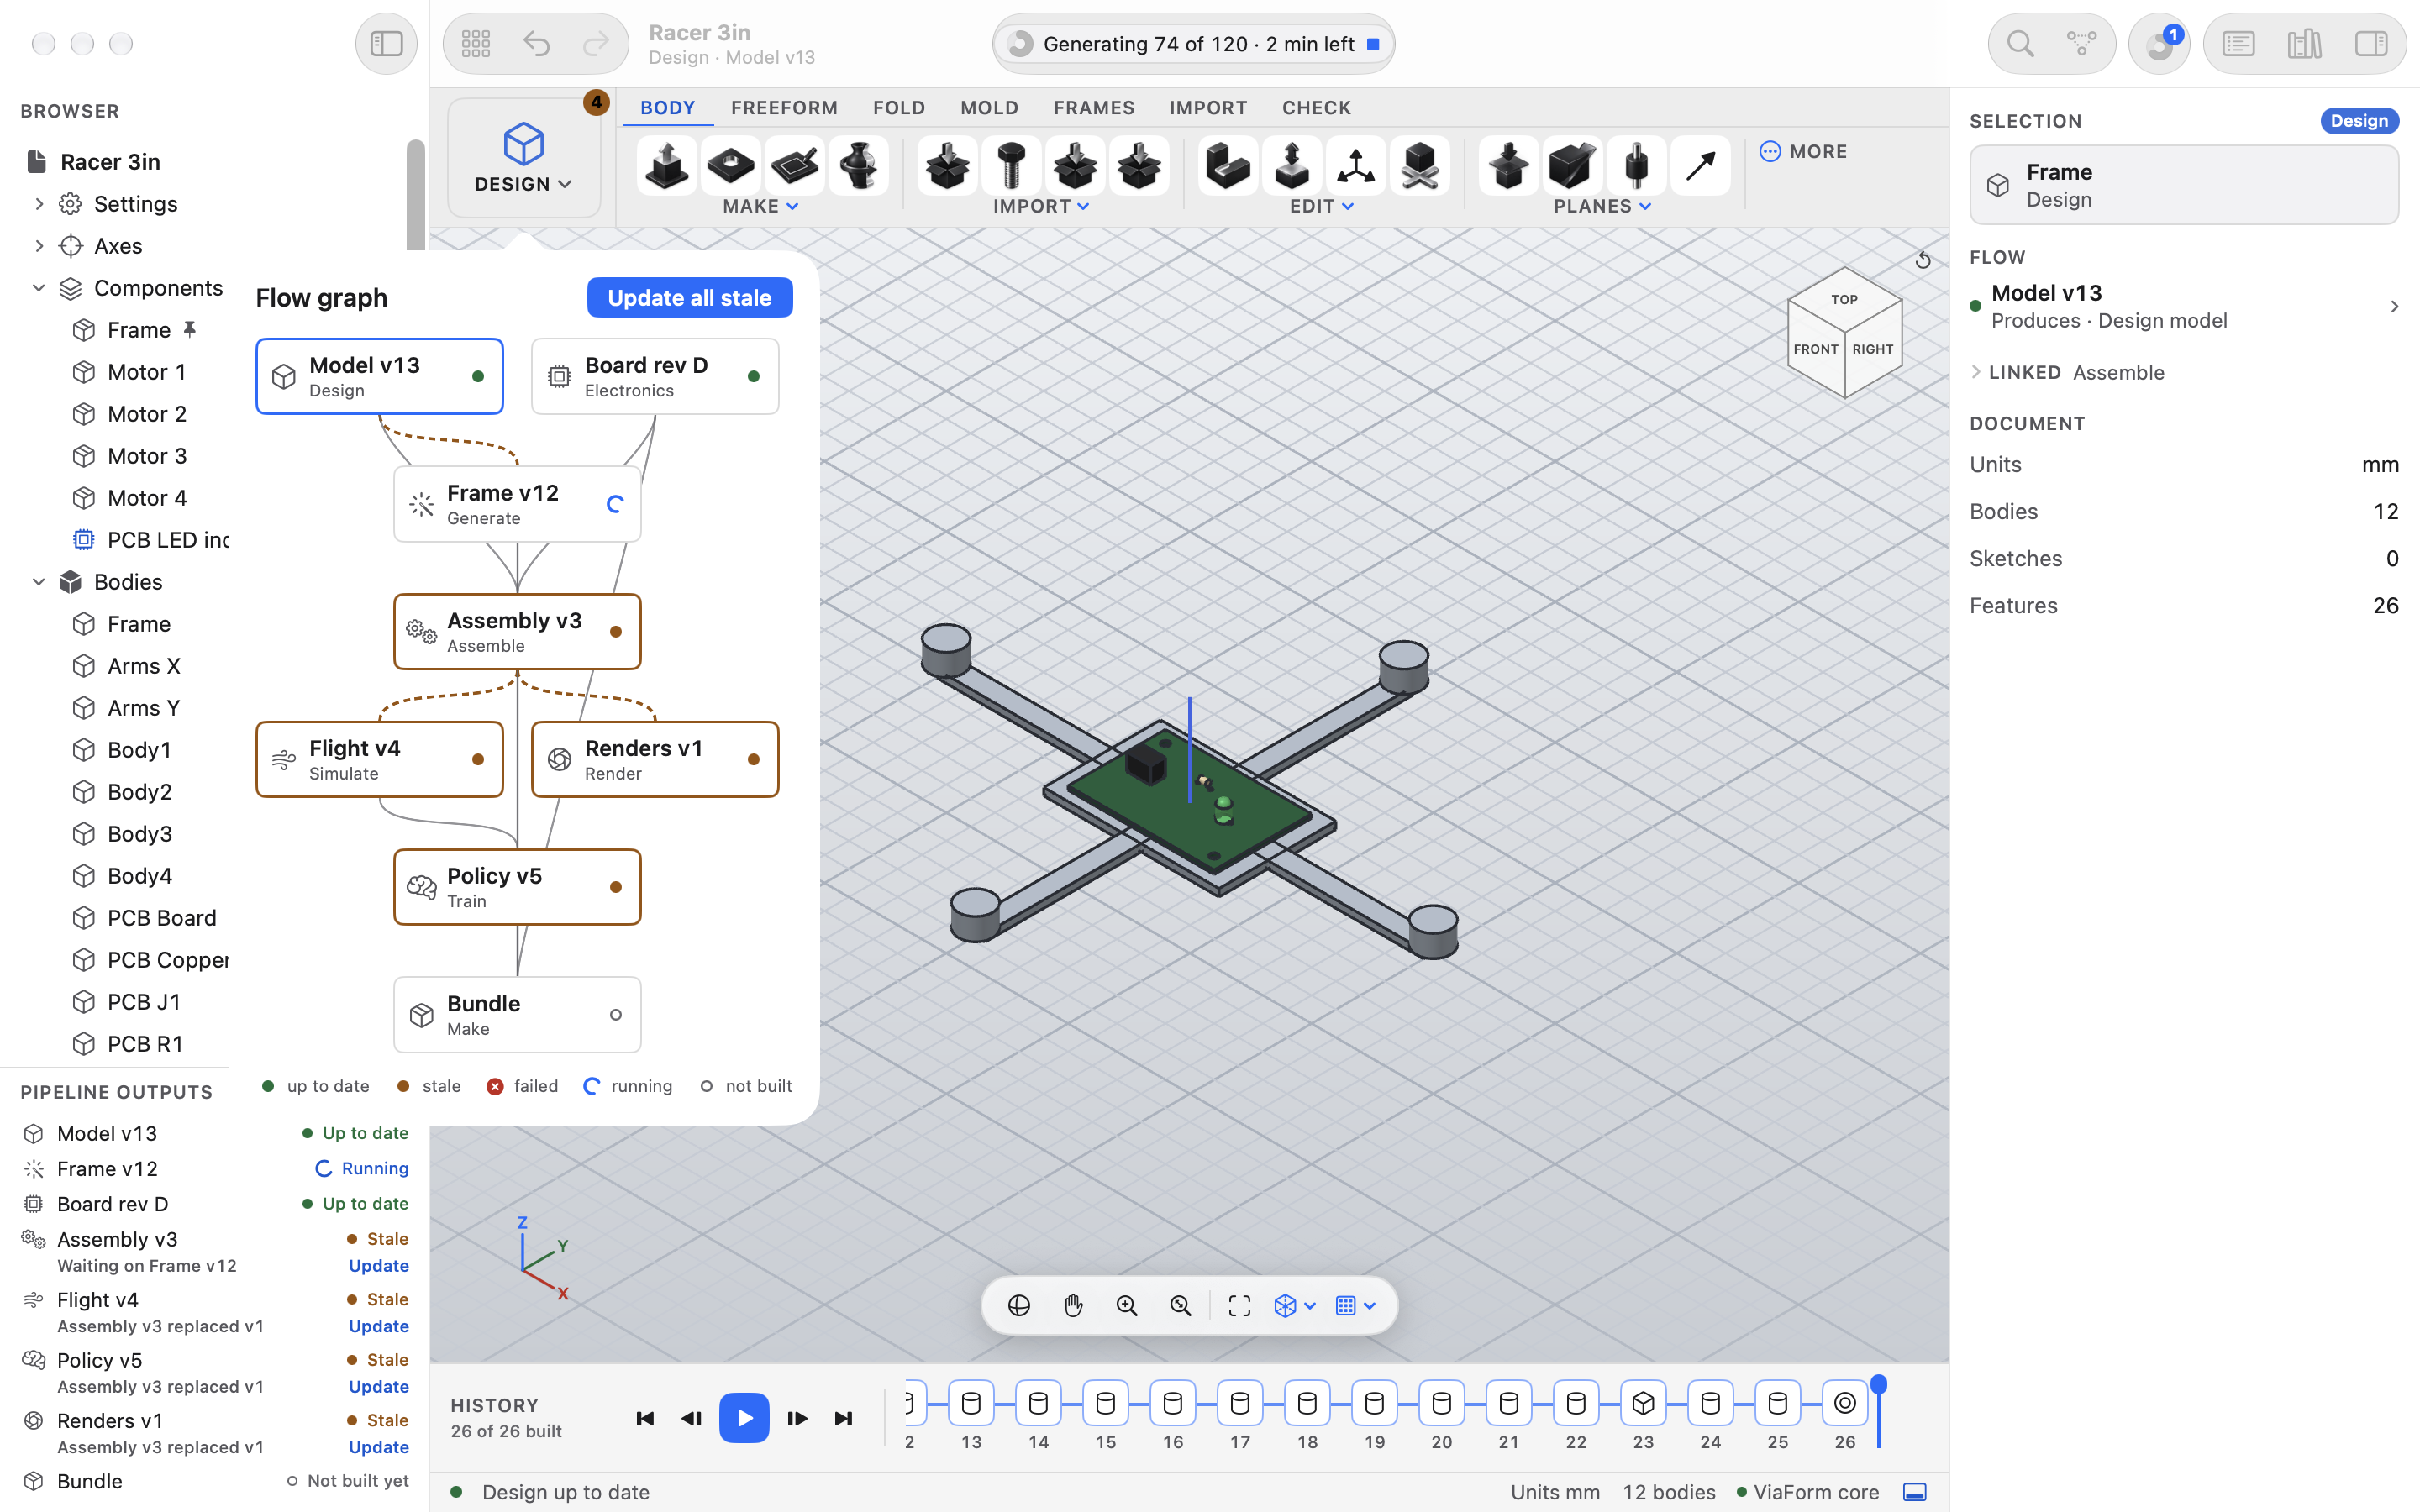 Racer 3in
Design · Model v13
Generating 74 of 120 · 2 min left
1
BROWSER
Racer 3in
Settings
Axes
Components
Frame
Motor 1
Motor 2
Motor 3
Motor 4
PCB LED inc
Bodies
Frame
Arms X
Arms Y
Body1
Body2
Body3
Body4
PCB Board
PCB Copper
PCB J1
PCB R1
PIPELINE OUTPUTS
Model v13 Up to date
Frame v12 Running
Board rev D Up to date
Assembly v3 Stale
Waiting on Frame v12 Update
Flight v4 Stale
Assembly v3 replaced v1 Update
Policy v5 Stale
Assembly v3 replaced v1 Update
Renders v1 Stale
Assembly v3 replaced v1 Update
Bundle Not built yet
4
DESIGN
BODY FREEFORM FOLD MOLD FRAMES IMPORT CHECK
MAKE IMPORT EDIT PLANES
MORE
Flow graph
Update all stale
Model v13
Design
Board rev D
Electronics
Frame v12
Generate
Assembly v3
Assemble
Flight v4
Simulate
Renders v1
Render
Policy v5
Train
Bundle
Make
up to date stale failed running not built
TOP
FRONT RIGHT
Z
Y
X
HISTORY
26 of 26 built
2 13 14 15 16 17 18 19 20 21 22 23 24 25 26
Design up to date
Units mm 12 bodies ViaForm core
SELECTION Design
Frame
Design
FLOW
Model v13
Produces · Design model
LINKED Assemble
DOCUMENT
Units mm
Bodies 12
Sketches 0
Features 26